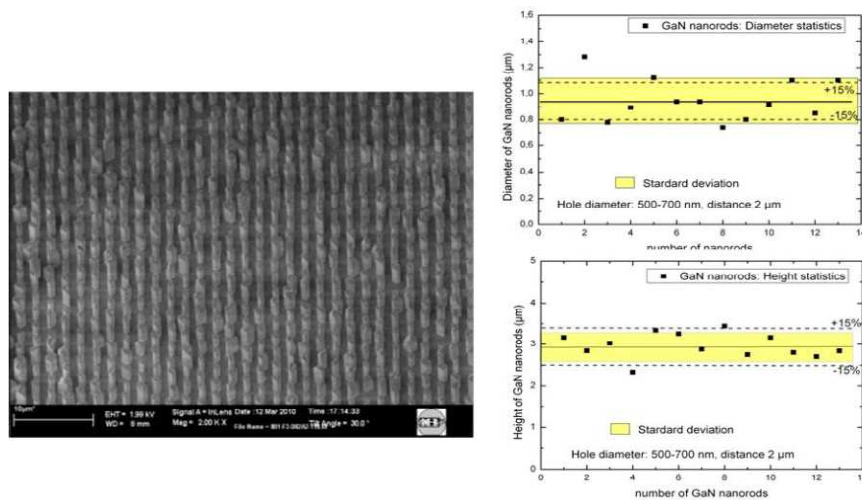 10µm*
EHT = 1.99 kV
WD = 8 mm
Signal A = InLens
Date :12 Mar 2010
Time :17:14:33
Mag = 2.00 K X
Tilt Angle = 30.0°
GaN nanorods: Diameter statistics
Diameter of GaN nanorods (µm)
1,6
1,4
1,2
1,0
0,8
0,6
0,4
0,2
0,0
+15%
-15%
Stardard deviation
Hole diameter: 500-700 nm, distance 2 µm
0 2 4 6 8 10 12 14
number of nanorods
GaN nanorods: Height statistics
Height of GaN nanorods (µm)
5
4
3
2
1
0
+15%
-15%
Stardard deviation
Hole diameter: 500-700 nm, distance 2 µm
0 2 4 6 8 10 12 14
number of GaN nanorods